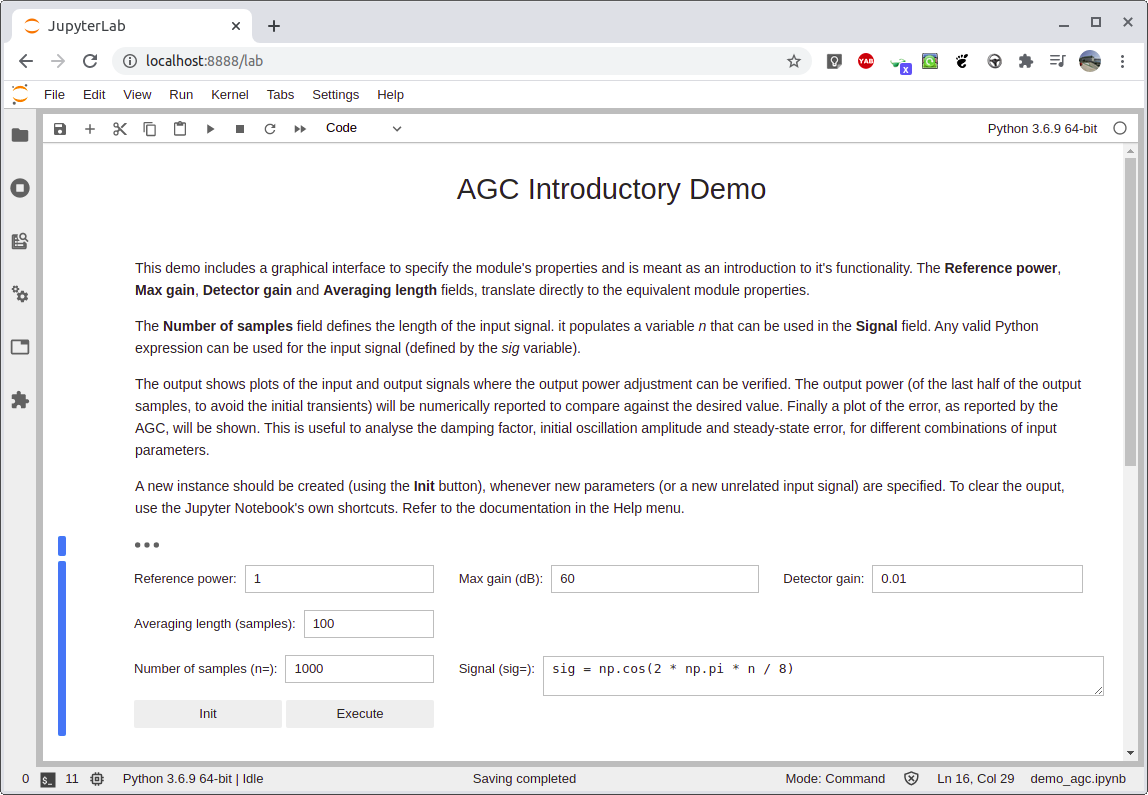 JupyterLab
localhost:8888/lab
YAB
X
File Edit View Run Kernel Tabs Settings Help
Code Python 3.6.9 64-bit
AGC Introductory Demo
This demo includes a graphical interface to specify the module's properties and is meant as an introduction to it's functionality. The Reference power,
Max gain, Detector gain and Averaging length fields, translate directly to the equivalent module properties.
The Number of samples field defines the length of the input signal. it populates a variable n that can be used in the Signal field. Any valid Python
expression can be used for the input signal (defined by the sig variable).
The output shows plots of the input and output signals where the output power adjustment can be verified. The output power (of the last half of the output
samples, to avoid the initial transients) will be numerically reported to compare against the desired value. Finally a plot of the error, as reported by the
AGC, will be shown. This is useful to analyse the damping factor, initial oscillation amplitude and steady-state error, for different combinations of input
parameters.
A new instance should be created (using the Init button), whenever new parameters (or a new unrelated input signal) are specified. To clear the ouput,
use the Jupyter Notebook's own shortcuts. Refer to the documentation in the Help menu.
Reference power: 1 Max gain (dB): 60 Detector gain: 0.01
Averaging length (samples): 100
Number of samples (n=): 1000 Signal (sig=): sig = np.cos(2 * np.pi * n / 8)
Init Execute
0 $_ 11 Python 3.6.9 64-bit | Idle Saving completed Mode: Command Ln 16, Col 29 demo_agc.ipynb